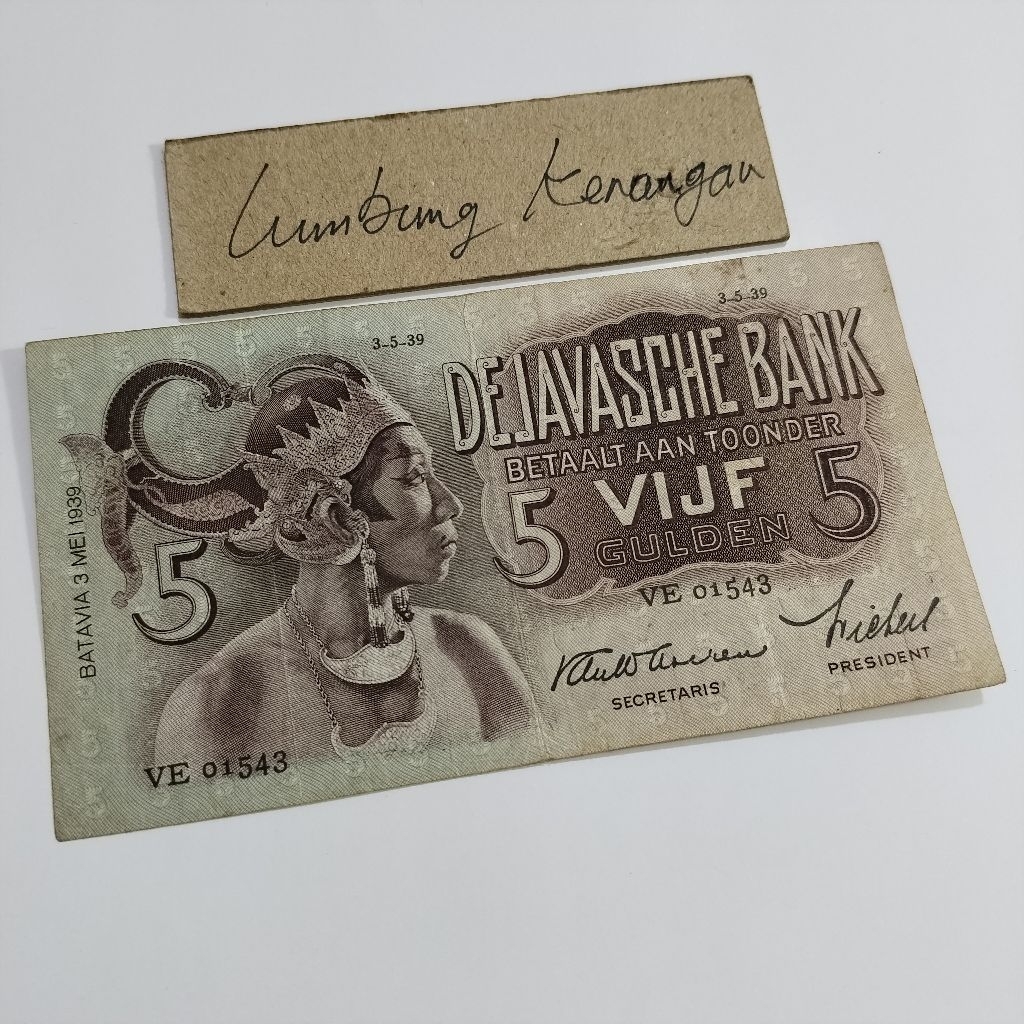 Lumbung Kenangan
3-5-39
3-5-39
DE JAVASCHE BANK
BETAALT AAN TOONDER
5 VIJF 5
GULDEN
VE 01543
BATAVIA 3 MEI 1939
5
SECRETARIS
PRESIDENT
VE 01543